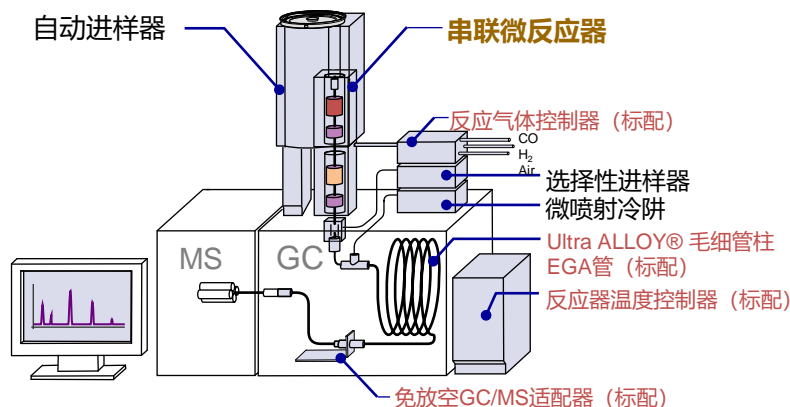 自动进样器
串联微反应器
反应气体控制器（标配）
CO
H₂
Air
选择性进样器
微喷射冷阱
MS
GC
Ultra ALLOY® 毛细管柱
EGA管（标配）
反应器温度控制器（标配）
免放空GC/MS适配器（标配）